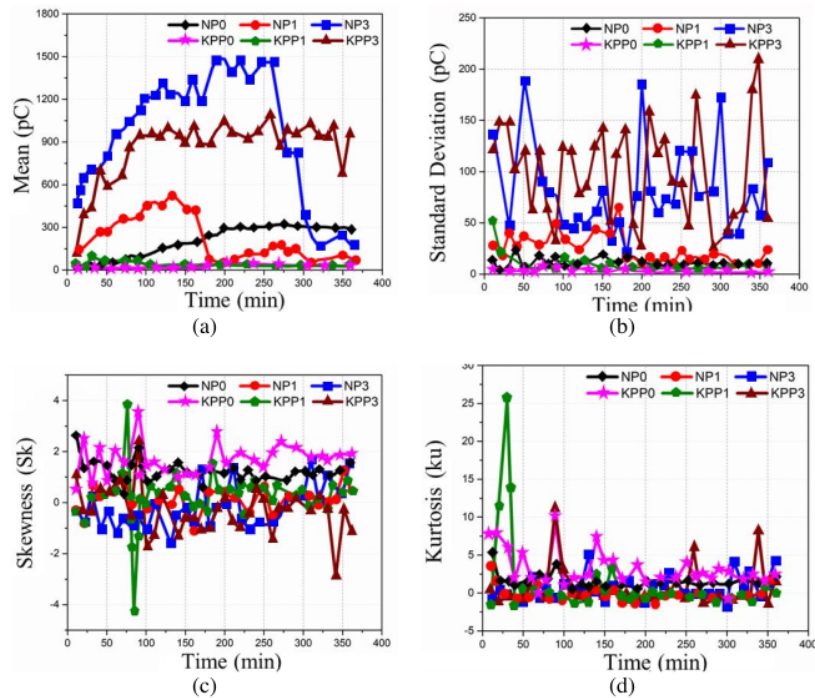 NP0 NP1 NP3
KPP0 KPP1 KPP3
1800
1500
1200
900
600
300
0
Mean (pC)
0 50 100 150 200 250 300 350 400
Time (min)
(a)
NP0 NP1 NP3
KPP0 KPP1 KPP3
250
200
150
100
50
0
Standard Deviation (pC)
0 50 100 150 200 250 300 350 400
Time (min)
(b)
NP0 NP1 NP3
KPP0 KPP1 KPP3
4
2
0
-2
-4
Skewness (Sk)
0 50 100 150 200 250 300 350 400
Time (min)
(c)
NP0 NP1 NP3
KPP0 KPP1 KPP3
30
25
20
15
10
5
0
-5
Kurtosis (ku)
0 50 100 150 200 250 300 350 400
Time (min)
(d)